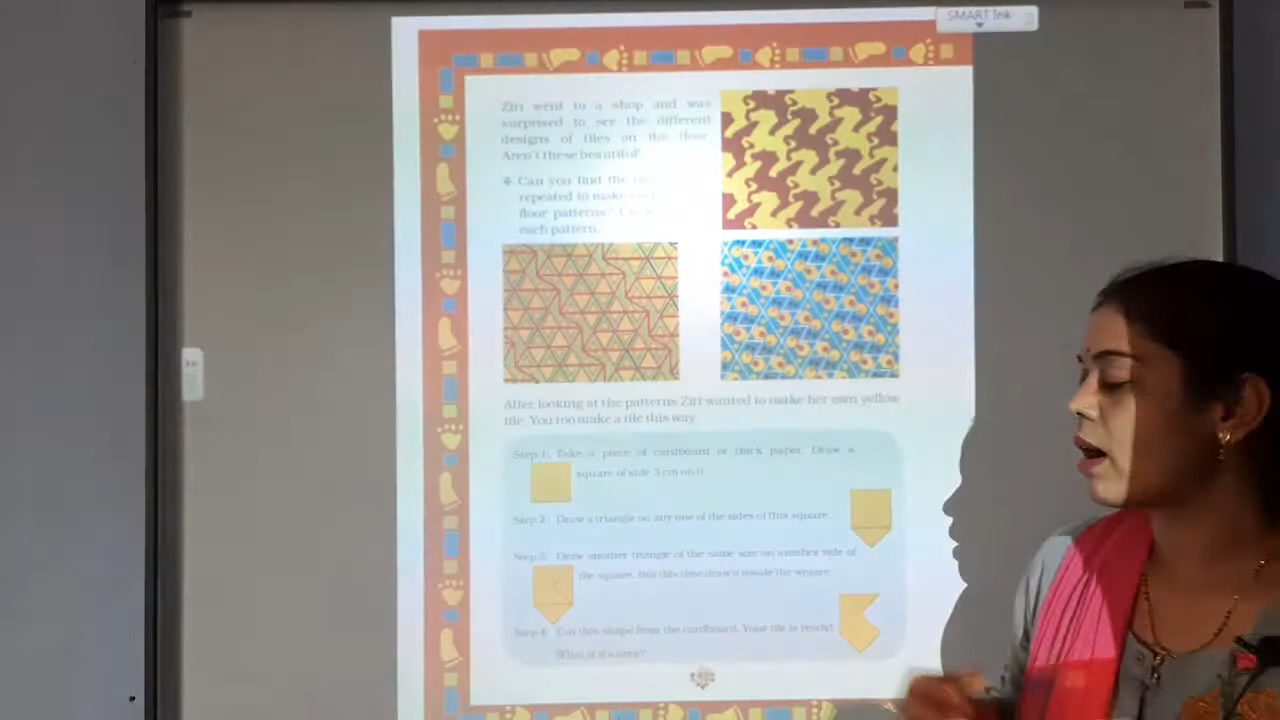 SMART Ink
Ziri went to a shop and was
surprised to see the different
designs of tiles on the floor.
Aren't these beautiful?
Can you find the
repeated to make
floor patterns?
each pattern.
After looking at the patterns Ziri wanted to make her own yellow
tile. You too make a tile this way.
Step 1: Take a piece of cardboard or thick paper. Draw a
square of side 3 cm on it.
Step 2: Draw a triangle on any one of the sides of this square.
Step 3: Draw another triangle of the same size on another side of
the square. But this time draw it inside the square.
Step 4: Cut this shape from the cardboard. Your tile is ready!
What is its area?